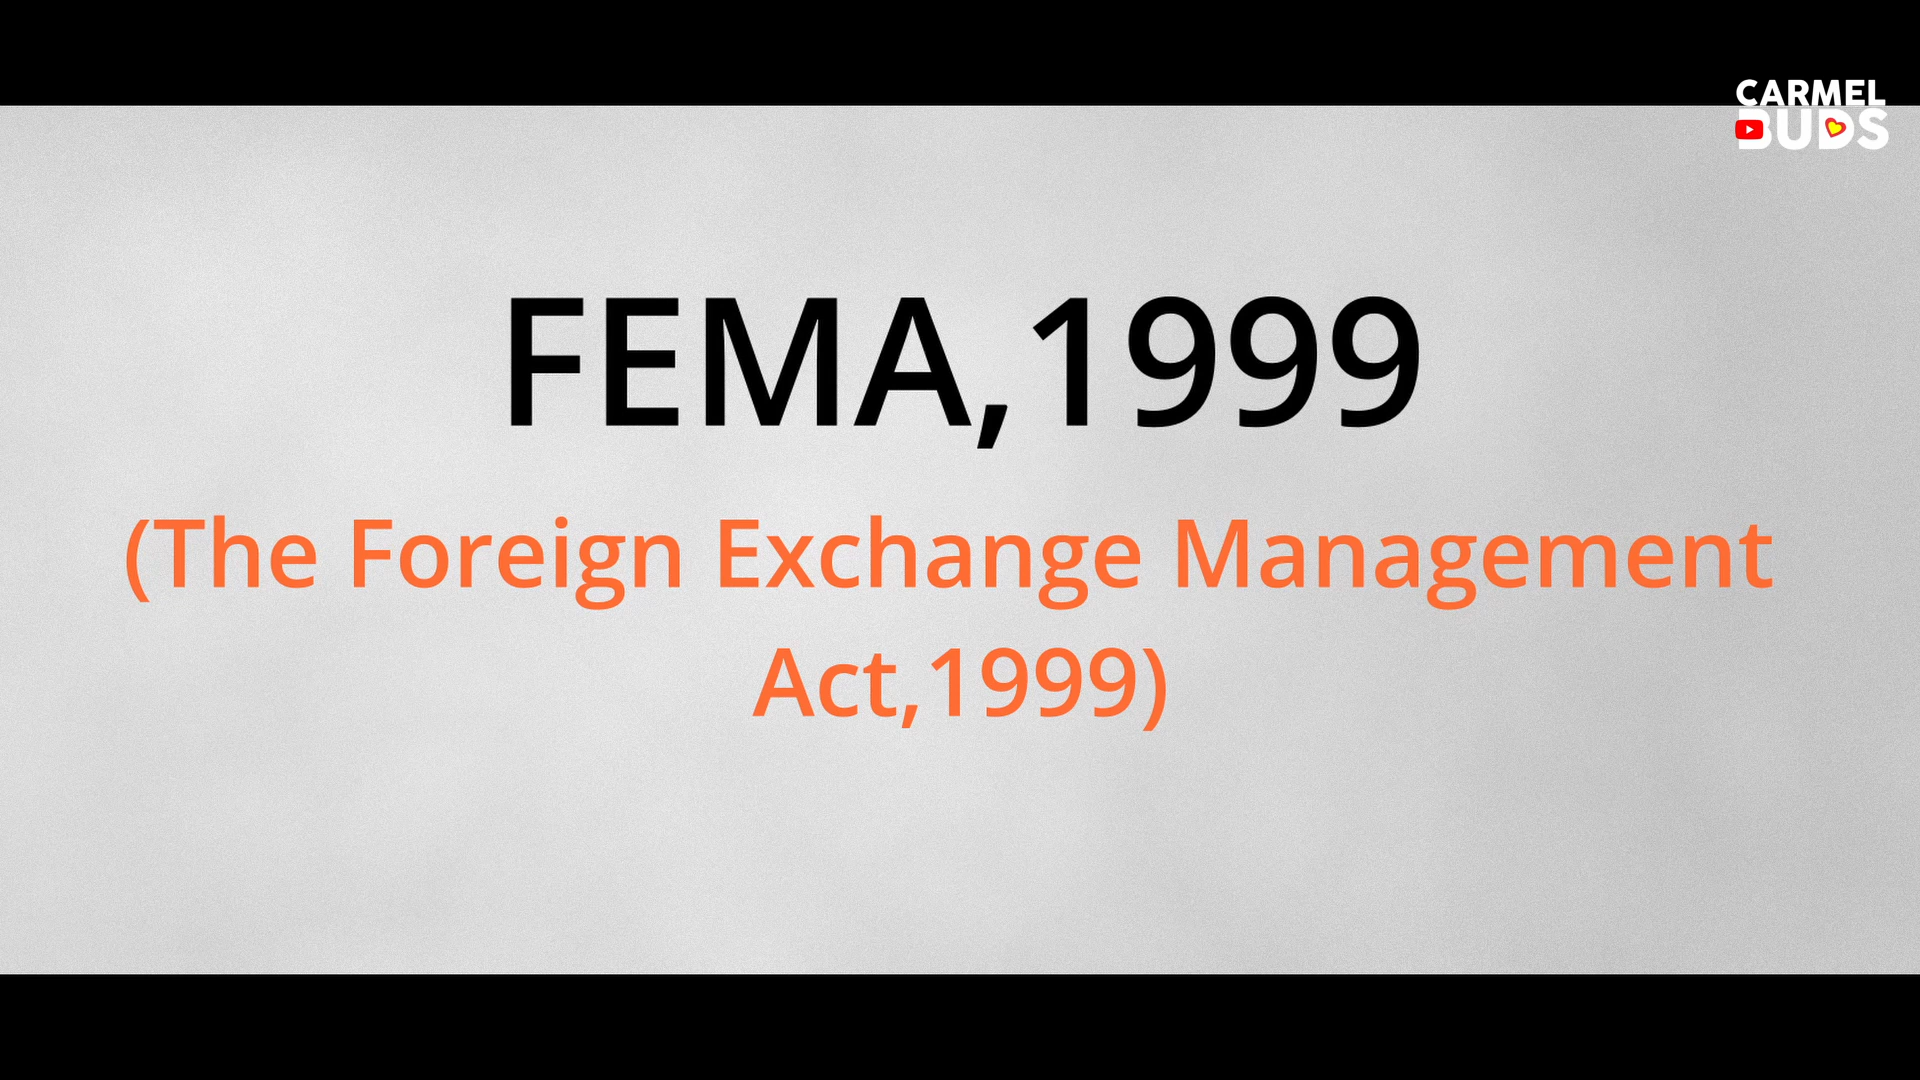 CARMEL
BUDS
FEMA,1999
(The Foreign Exchange Management
Act,1999)